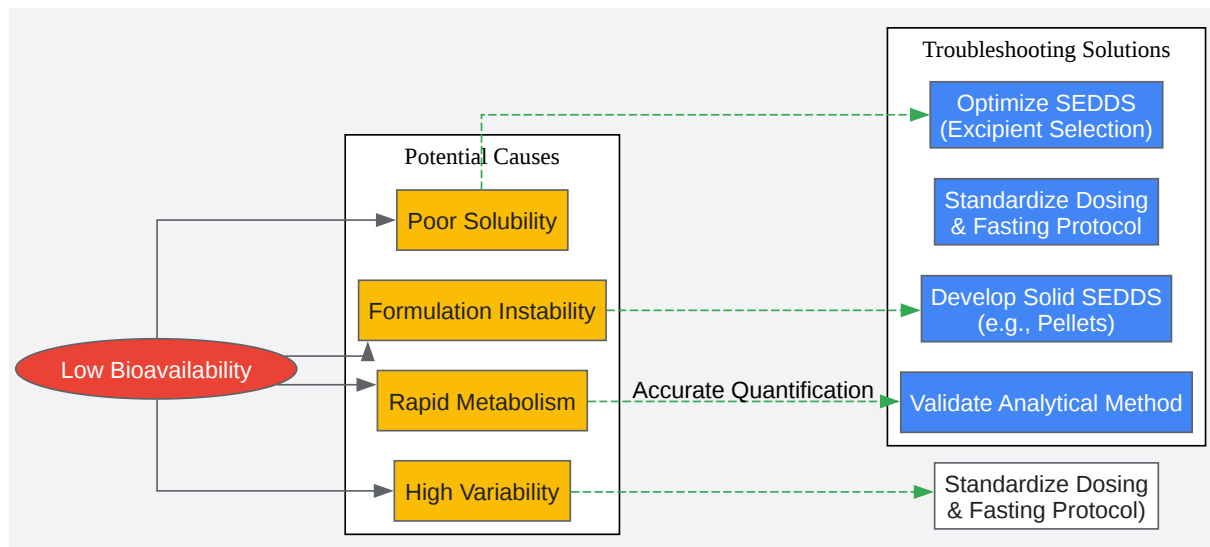 Low Bioavailability
Potential Causes
Poor Solubility
Formulation Instability
Rapid Metabolism
High Variability
Accurate Quantification
Troubleshooting Solutions
Optimize SEDDS
(Excipient Selection)
Standardize Dosing
& Fasting Protocol
Develop Solid SEDDS
(e.g., Pellets)
Validate Analytical Method
Standardize Dosing
& Fasting Protocol)